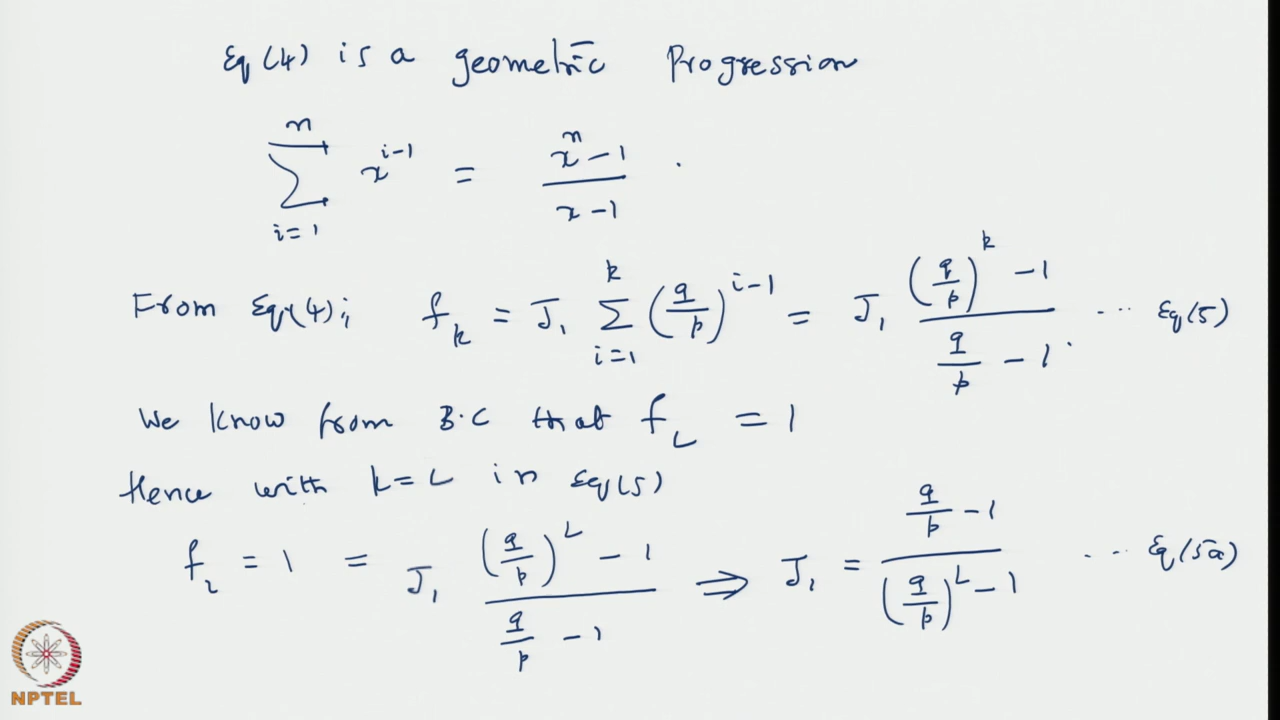 Eq (4) is a geometric Progression
\sum_{i=1}^{n} x^{i-1} = \frac{x^n - 1}{x - 1} .
From Eq(4); f_k = J_1 \sum_{i=1}^{k} \left(\frac{q}{p}\right)^{i-1} = J_1 \frac{\left(\frac{q}{p}\right)^k - 1}{\frac{q}{p} - 1} ... Eq(5)
We know from B.C that f_L = 1
Hence with k = L in Eq(5)
f_L = 1 = J_1 \frac{\left(\frac{q}{p}\right)^L - 1}{\frac{q}{p} - 1} ⟹ J_1 = \frac{\frac{q}{p} - 1}{\left(\frac{q}{p}\right)^L - 1} ... Eq(5a)
NPTEL